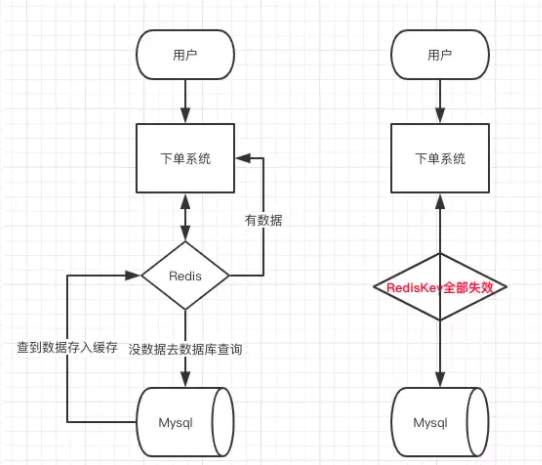 用户
下单系统
有数据
Redis
查到数据存入缓存
没数据去数据库查询
Mysql
用户
下单系统
RedisKey全部失效
Mysql